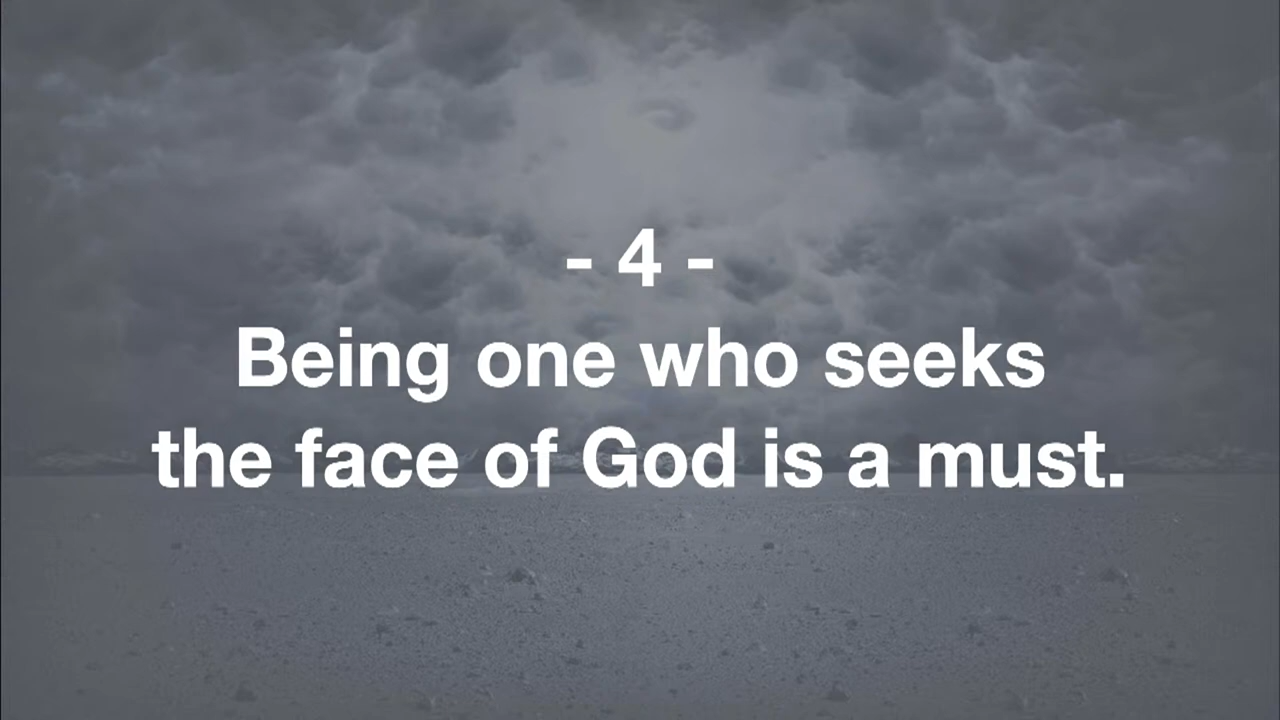 - 4 -
Being one who seeks
the face of God is a must.